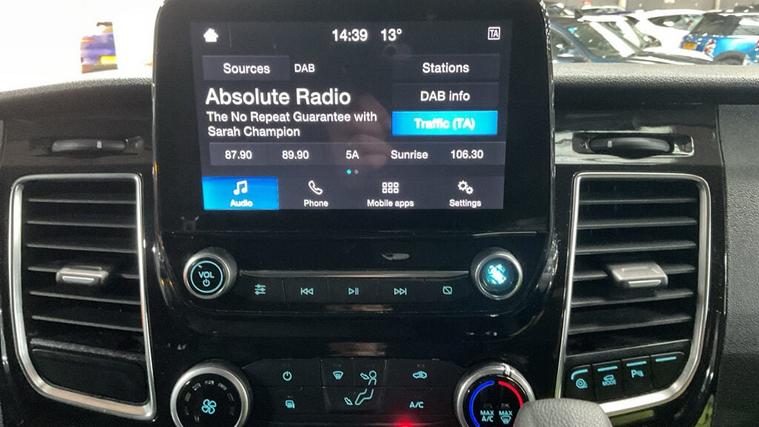 14:39 13° TA
Sources DAB Stations
Absolute Radio
DAB info
The No Repeat Guarantee with
Sarah Champion
Traffic (TA)
87.90 89.90 5A Sunrise 106.30
Audio Phone Mobile apps Settings
VOL
MODE
A/C
MAX
A/C
MAX